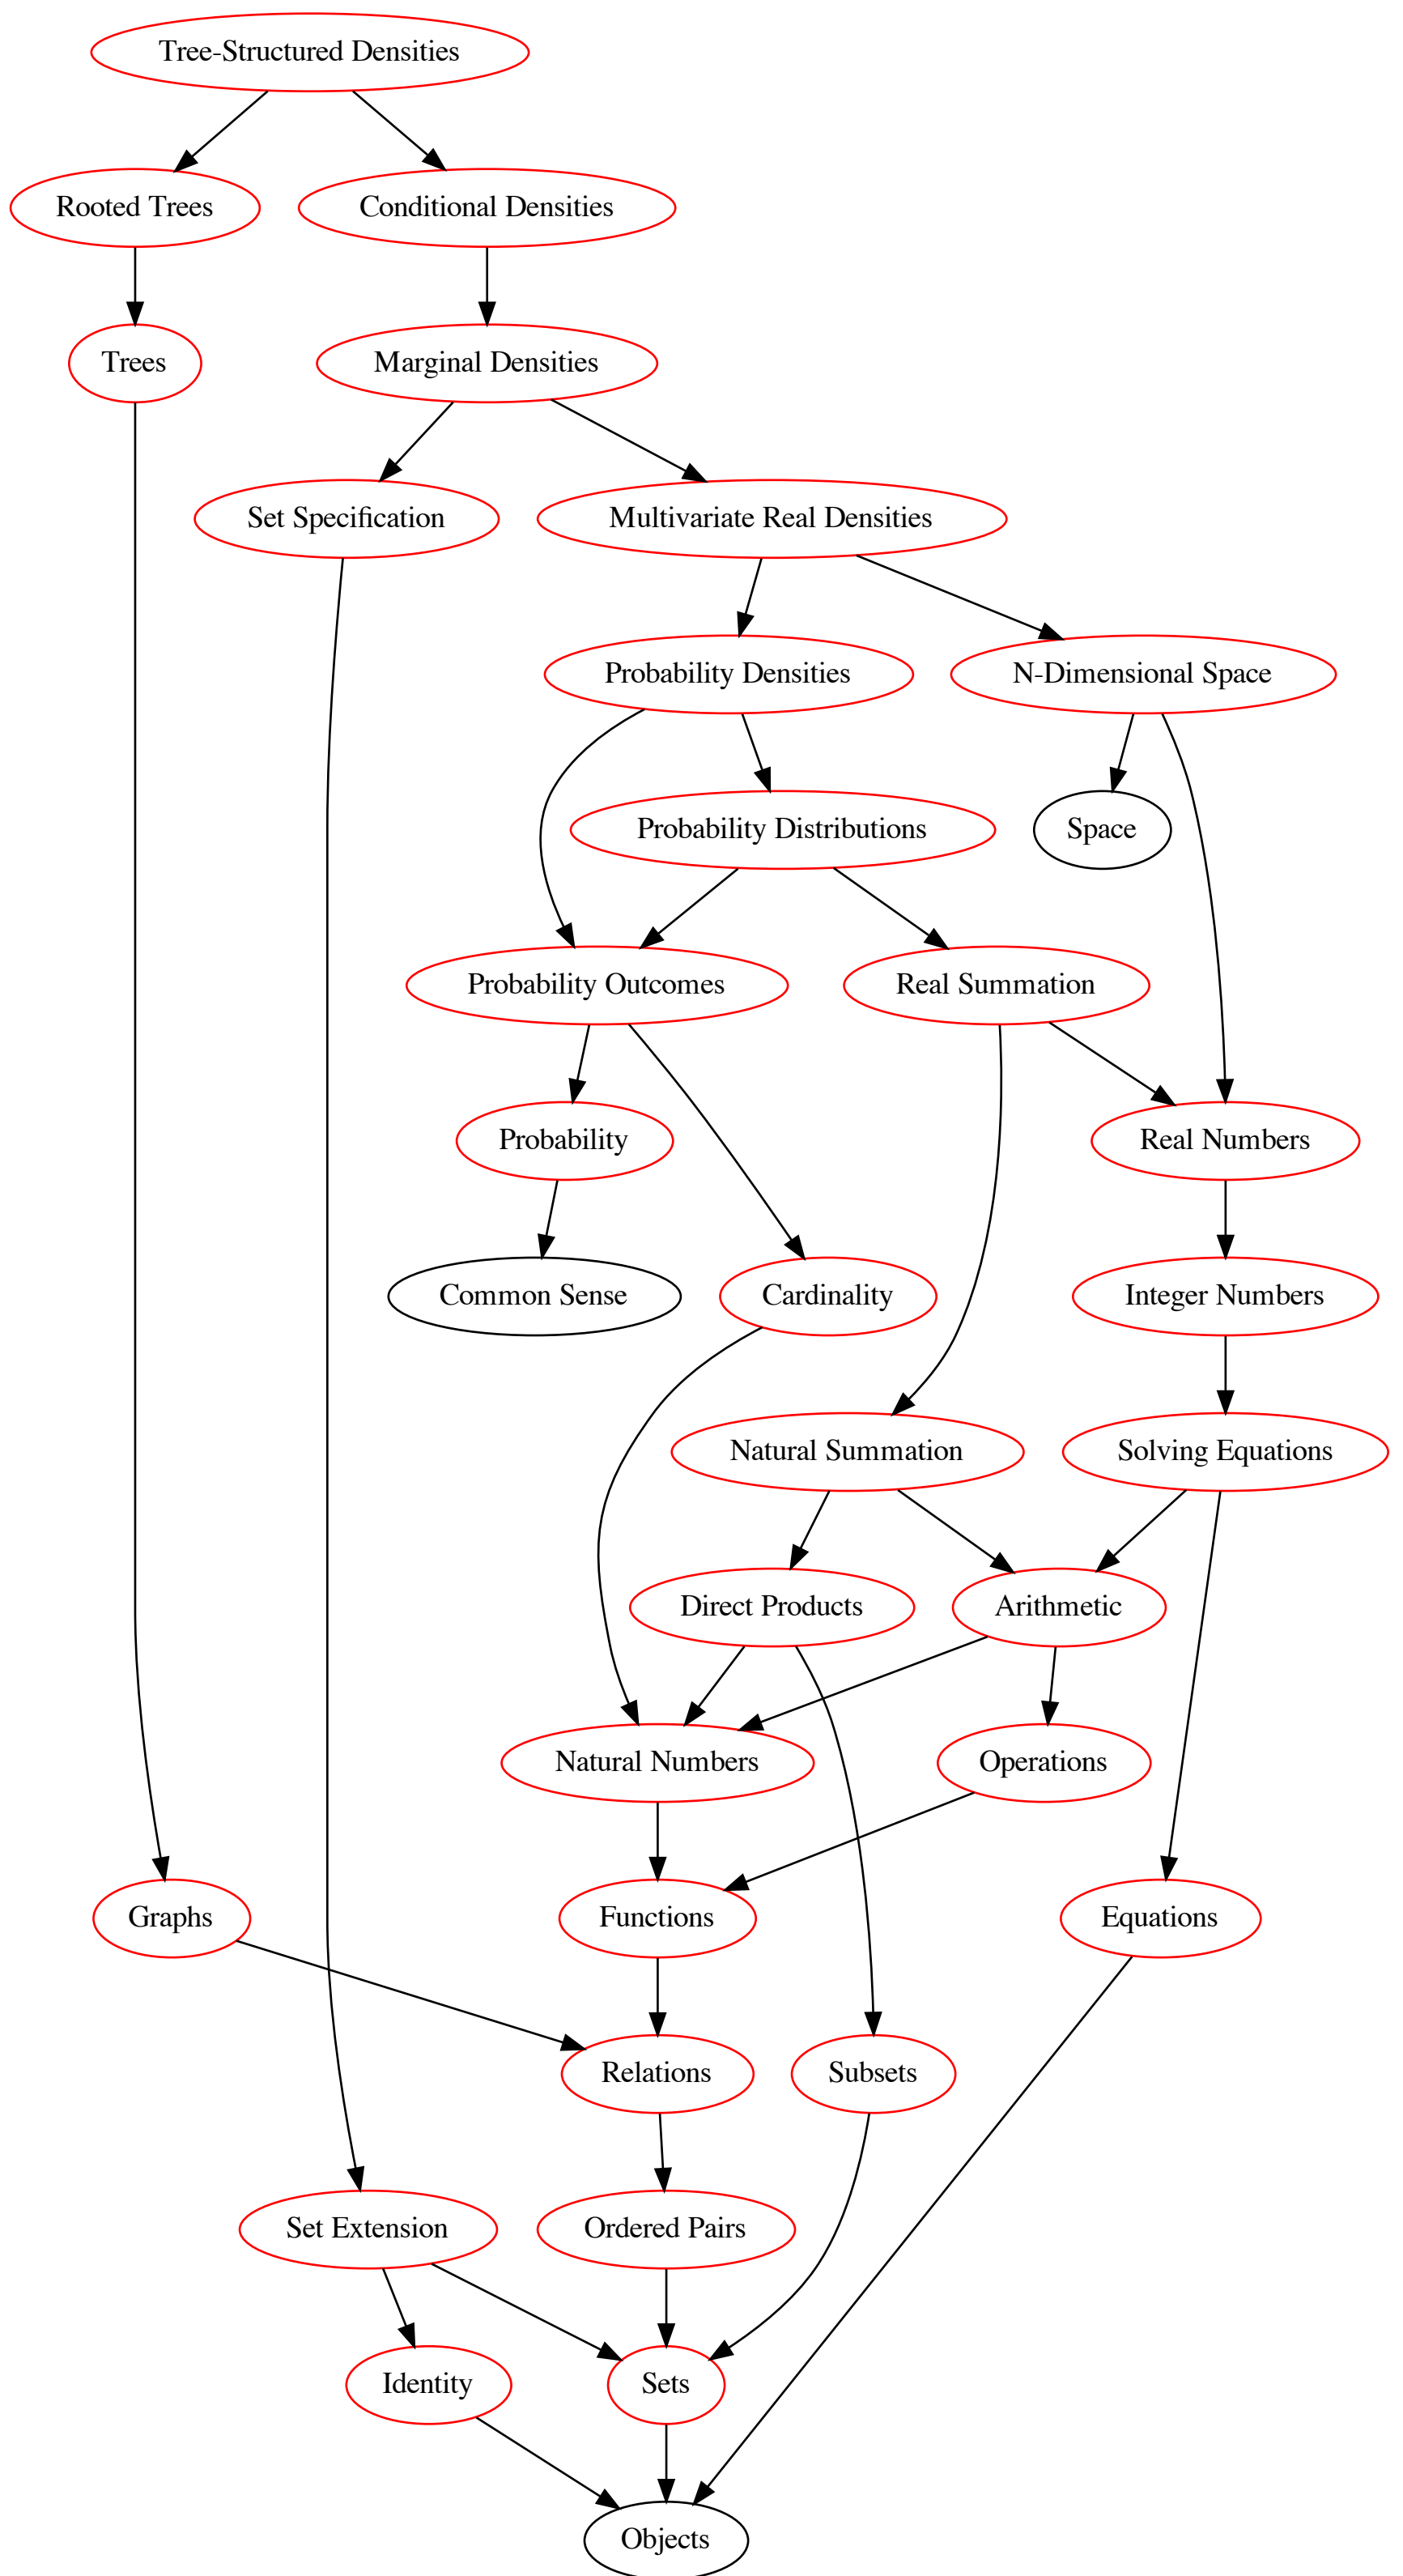 Tree-Structured Densities
Rooted Trees
Conditional Densities
Trees
Marginal Densities
Set Specification
Multivariate Real Densities
Probability Densities
N-Dimensional Space
Probability Distributions
Space
Probability Outcomes
Real Summation
Probability
Real Numbers
Common Sense
Cardinality
Integer Numbers
Natural Summation
Solving Equations
Direct Products
Arithmetic
Natural Numbers
Operations
Graphs
Functions
Equations
Relations
Subsets
Set Extension
Ordered Pairs
Identity
Sets
Objects